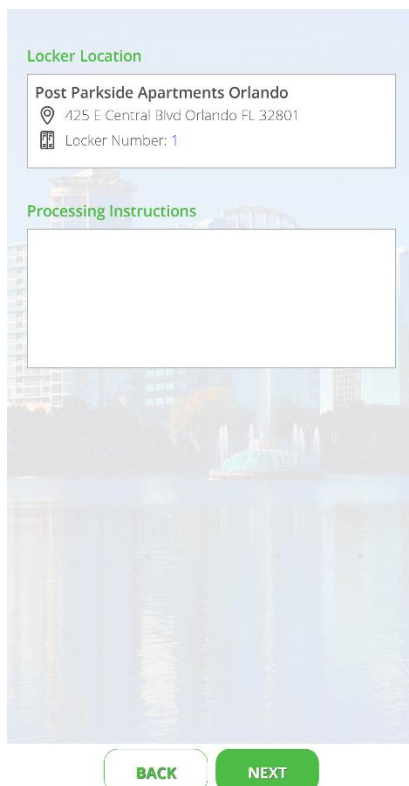 Locker Location
Post Parkside Apartments Orlando
425 E Central Blvd Orlando FL 32801
Locker Number: 1
Processing Instructions
BACK NEXT